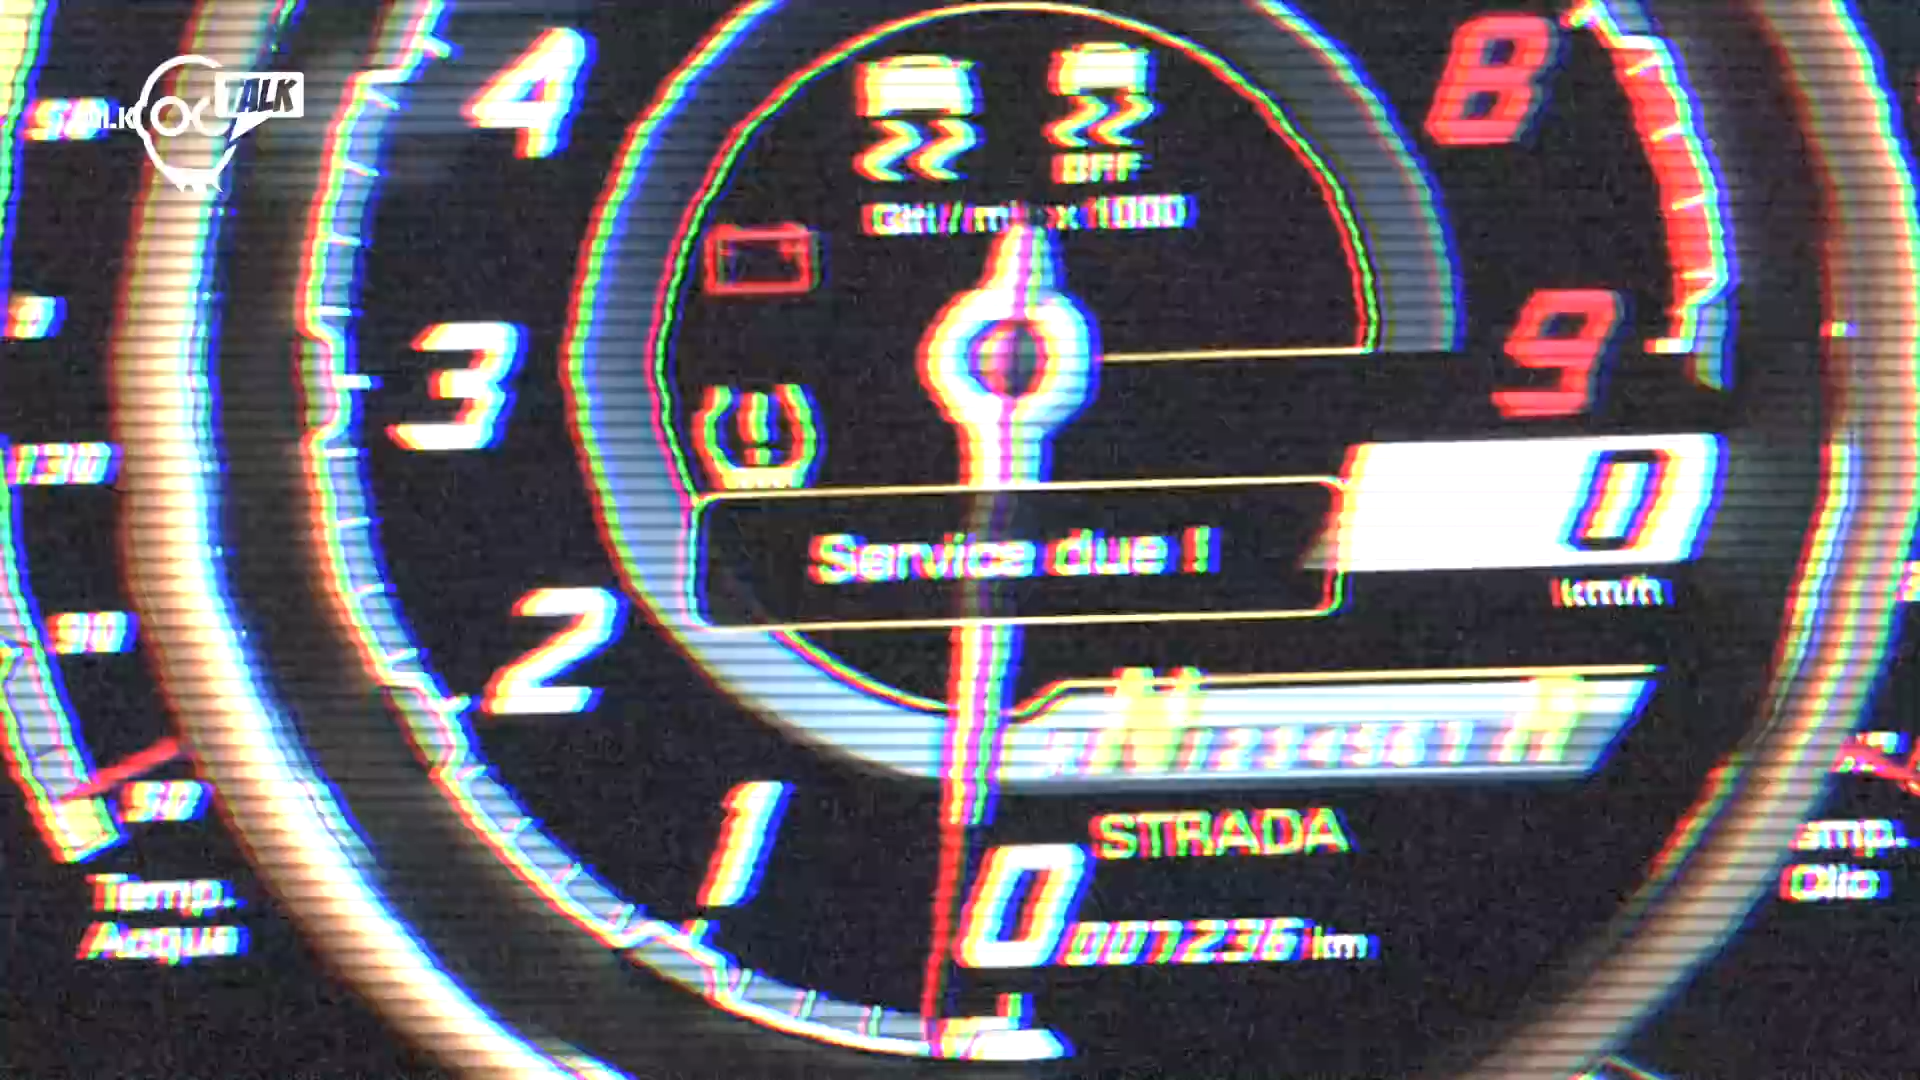 TALK
4
8
OFF
Giri/min x 1000
3
9
130
0
Service due !
km/h
2
90
1
50
STRADA
0
Temp.
Acqua
Olio
007236 km